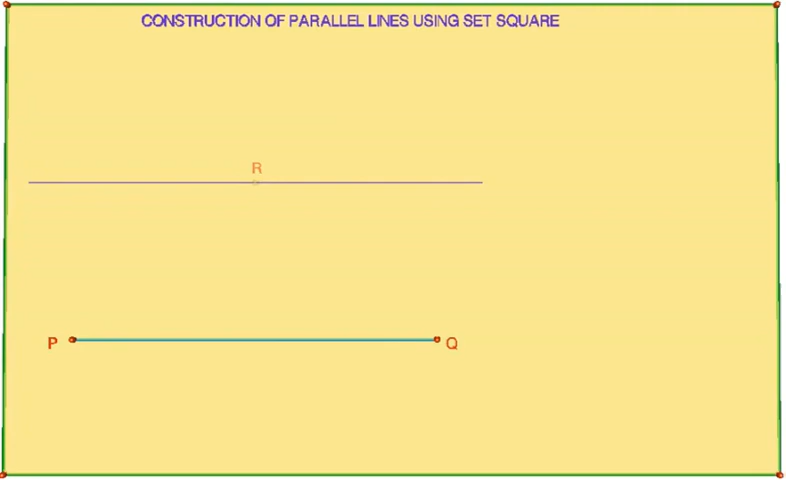 CONSTRUCTION OF PARALLEL LINES USING SET SQUARE
R
P Q